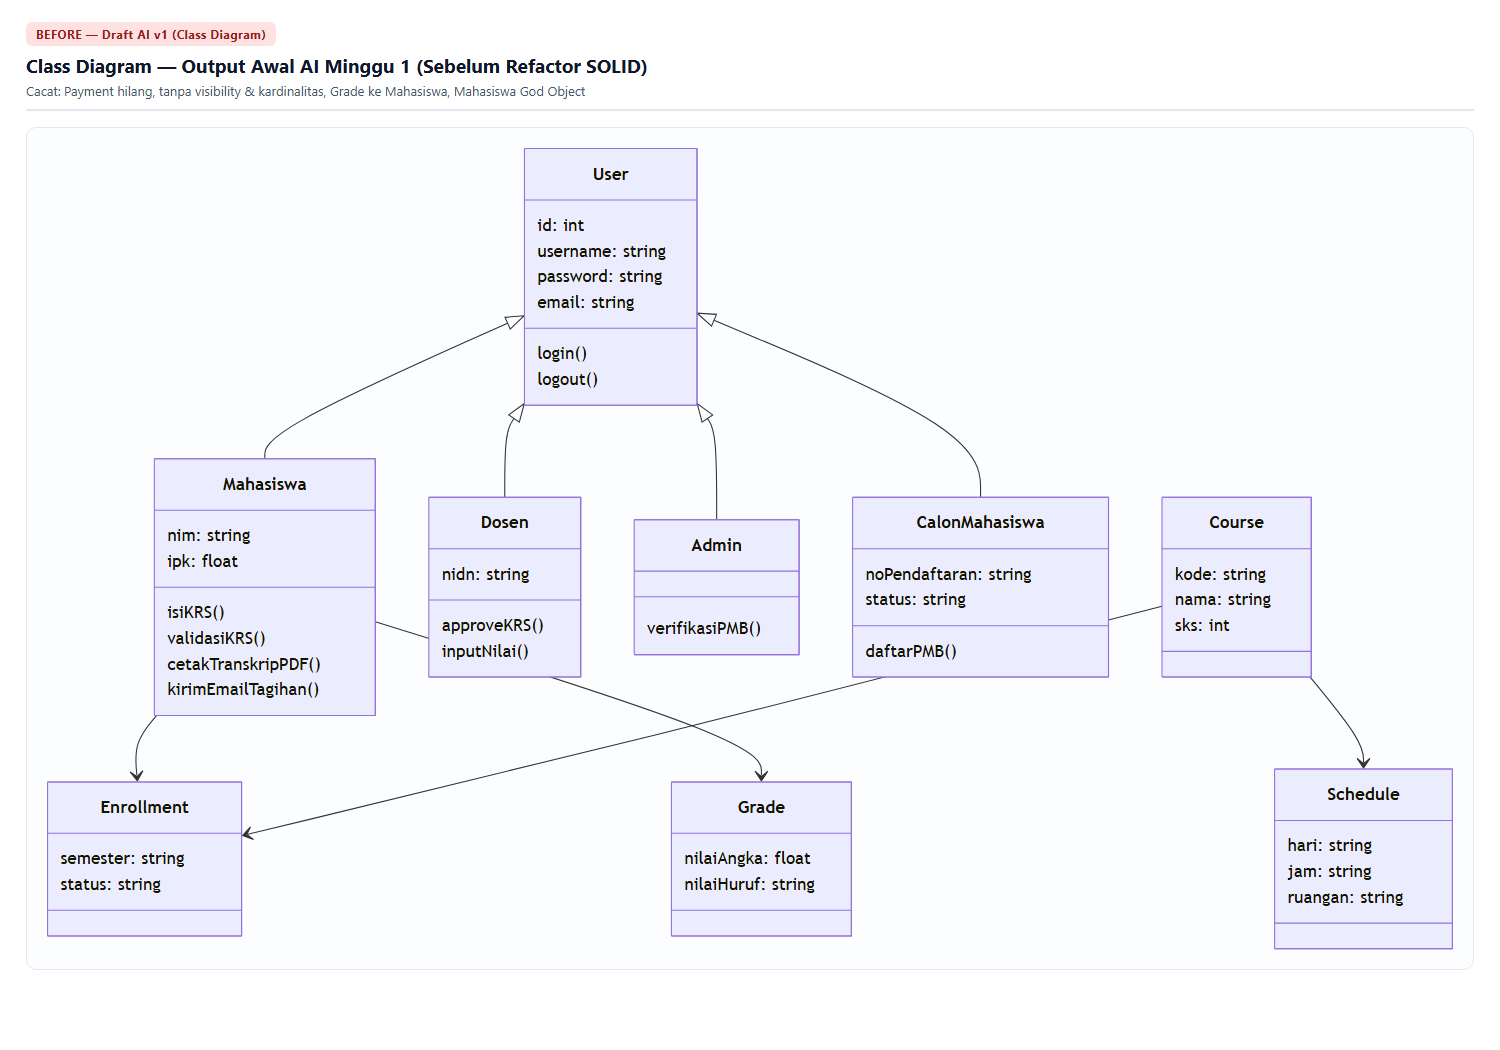 BEFORE — Draft AI v1 (Class Diagram)
Class Diagram — Output Awal AI Minggu 1 (Sebelum Refactor SOLID)
Cacat: Payment hilang, tanpa visibility & kardinalitas, Grade ke Mahasiswa, Mahasiswa God Object
User
id: int
username: string
password: string
email: string
login()
logout()
Mahasiswa
nim: string
ipk: float
isiKRS()
validasiKRS()
cetakTranskripPDF()
kirimEmailTagihan()
Dosen
nidn: string
approveKRS()
inputNilai()
Admin
verifikasiPMB()
CalonMahasiswa
noPendaftaran: string
status: string
daftarPMB()
Course
kode: string
nama: string
sks: int
Enrollment
semester: string
status: string
Grade
nilaiAngka: float
nilaiHuruf: string
Schedule
hari: string
jam: string
ruangan: string